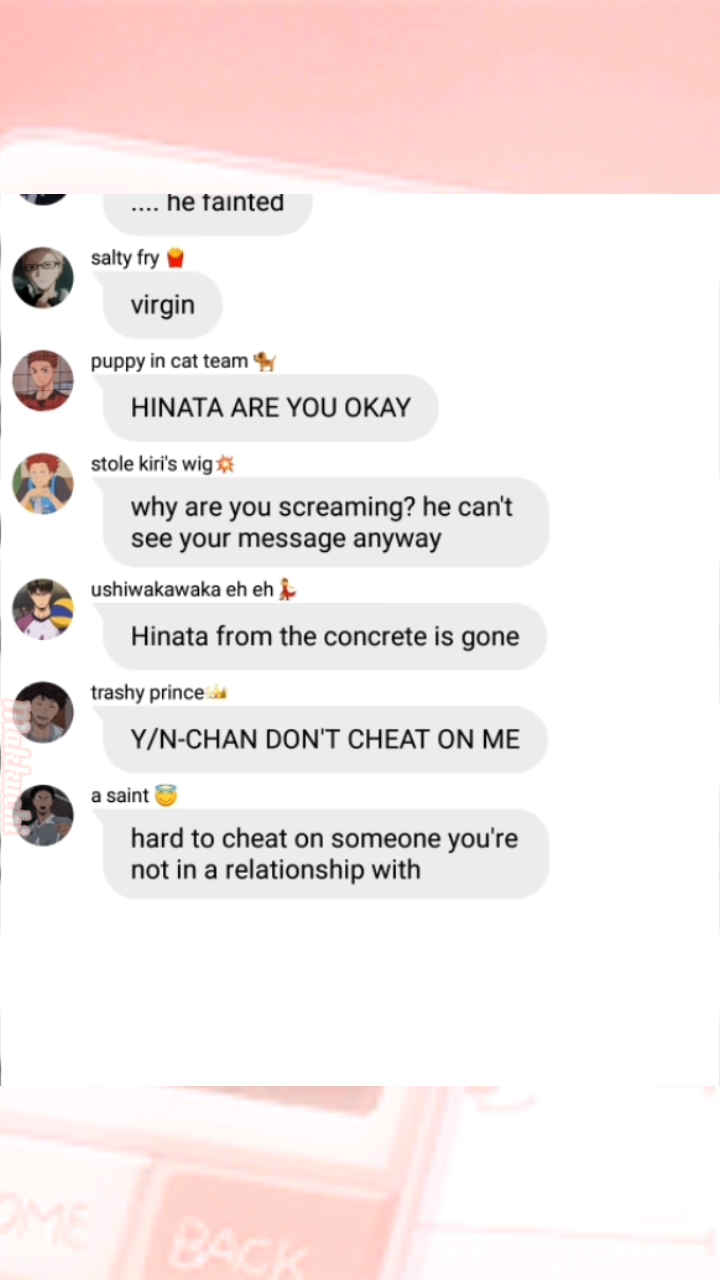 .... he fainted
salty fry 🍟
virgin
puppy in cat team 🐕
HINATA ARE YOU OKAY
stole kiri's wig💥
why are you screaming? he can't
see your message anyway
ushiwakawaka eh eh💃
Hinata from the concrete is gone
trashy prince👑
Y/N-CHAN DON'T CHEAT ON ME
a saint 😇
hard to cheat on someone you're
not in a relationship with
OME
BACK